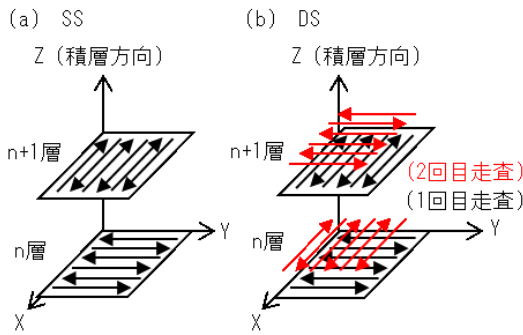 (a) SS
Z（積層方向）
n+1層
Y
n層
X
(b) DS
Z（積層方向）
n+1層
(2回目走査)
(1回目走査)
Y
n層
X